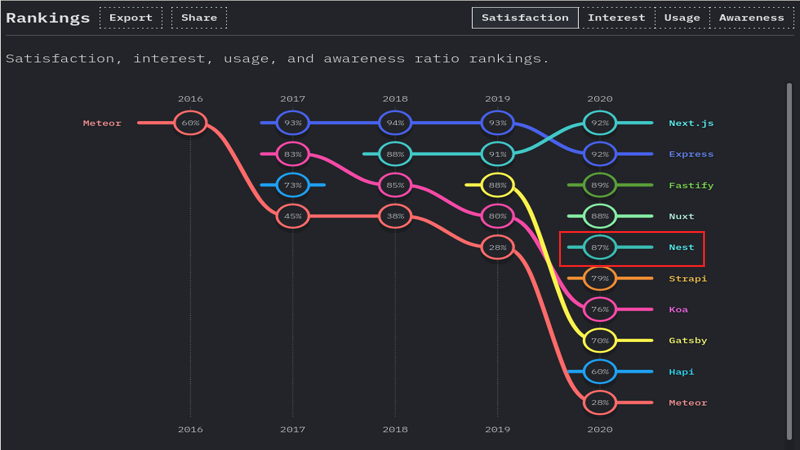 Rankings Export Share Satisfaction Interest Usage Awareness
Satisfaction, interest, usage, and awareness ratio rankings.
2016 2017 2018 2019 2020
Meteor 60% 93% 94% 93% 92% Next.js
83% 88% 91% 92% Express
73% 85% 88% 89% Fastify
45% 38% 80% 88% Nuxt
28% 87% Nest
79% Strapi
76% Koa
70% Gatsby
60% Hapi
28% Meteor
2016 2017 2018 2019 2020